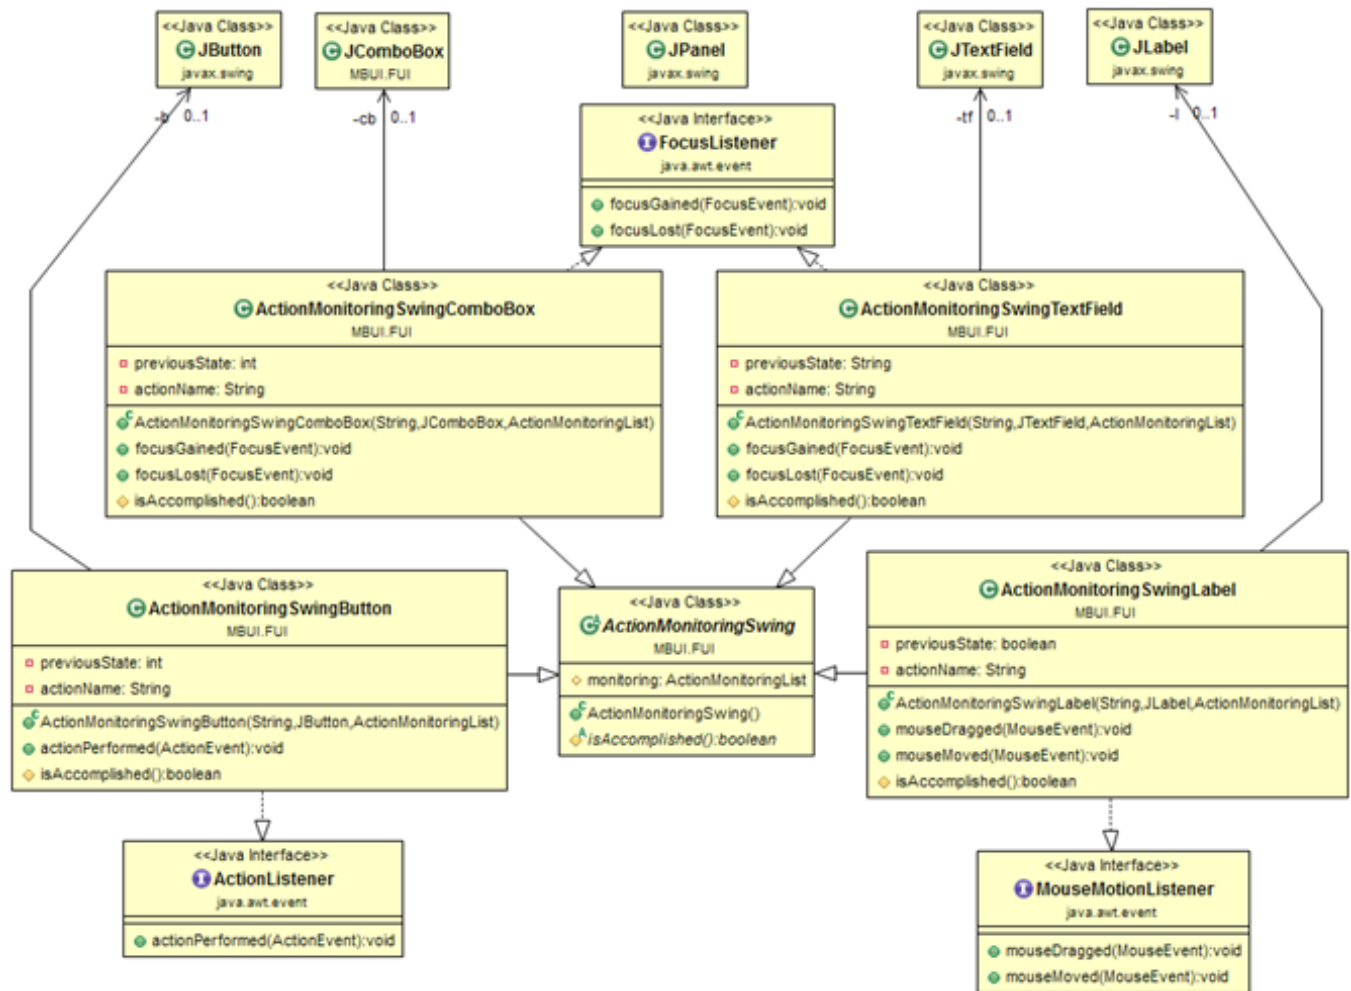 <<Java Class>>
JButton
javax.swing
<<Java Class>>
JComboBox
MBUI.FUI
<<Java Class>>
JPanel
javax.swing
<<Java Class>>
JTextField
javax.swing
<<Java Class>>
JLabel
javax.swing
-b 0..1
-cb 0..1
-tf 0..1
-l 0..1
<<Java Interface>>
FocusListener
java.awt.event
focusGained(FocusEvent):void
focusLost(FocusEvent):void
<<Java Class>>
ActionMonitoringSwingComboBox
MBUI.FUI
previousState: int
actionName: String
ActionMonitoringSwingComboBox(String,JComboBox,ActionMonitoringList)
focusGained(FocusEvent):void
focusLost(FocusEvent):void
isAccomplished():boolean
<<Java Class>>
ActionMonitoringSwingTextField
MBUI.FUI
previousState: String
actionName: String
ActionMonitoringSwingTextField(String,JTextField,ActionMonitoringList)
focusGained(FocusEvent):void
focusLost(FocusEvent):void
isAccomplished():boolean
<<Java Class>>
ActionMonitoringSwingButton
MBUI.FUI
previousState: int
actionName: String
ActionMonitoringSwingButton(String,JButton,ActionMonitoringList)
actionPerformed(ActionEvent):void
isAccomplished():boolean
<<Java Class>>
ActionMonitoringSwing
MBUI.FUI
monitoring: ActionMonitoringList
ActionMonitoringSwing()
isAccomplished():boolean
<<Java Class>>
ActionMonitoringSwingLabel
MBUI.FUI
previousState: boolean
actionName: String
ActionMonitoringSwingLabel(String,JLabel,ActionMonitoringList)
mouseDragged(MouseEvent):void
mouseMoved(MouseEvent):void
isAccomplished():boolean
<<Java Interface>>
ActionListener
java.awt.event
actionPerformed(ActionEvent):void
<<Java Interface>>
MouseMotionListener
java.awt.event
mouseDragged(MouseEvent):void
mouseMoved(MouseEvent):void